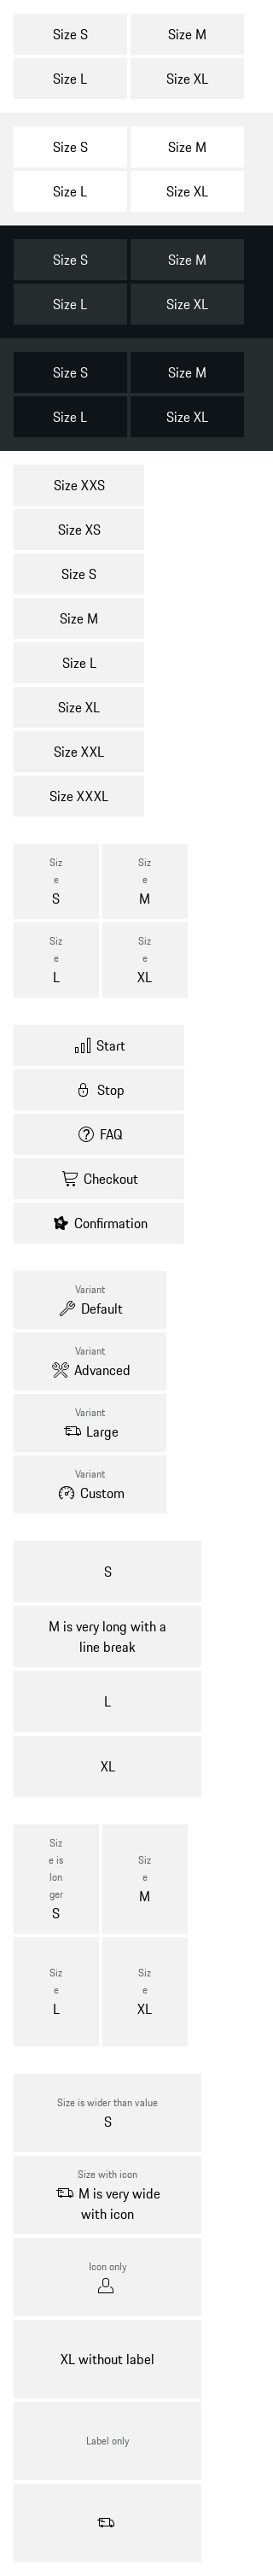 Size S
Size M
Size L
Size XL
Size S
Size M
Size L
Size XL
Size S
Size M
Size L
Size XL
Size S
Size M
Size L
Size XL
Size XXS
Size XS
Size S
Size M
Size L
Size XL
Size XXL
Size XXXL
Siz
e
S
Siz
e
M
Siz
e
L
Siz
e
XL
Start
Stop
FAQ
Checkout
Confirmation
Variant
Default
Variant
Advanced
Variant
Large
Variant
Custom
S
M is very long with a
line break
L
XL
Siz
e is
lon
ger
S
Siz
e
M
Siz
e
L
Siz
e
XL
Size is wider than value
S
Size with icon
M is very wide
with icon
Icon only
XL without label
Label only